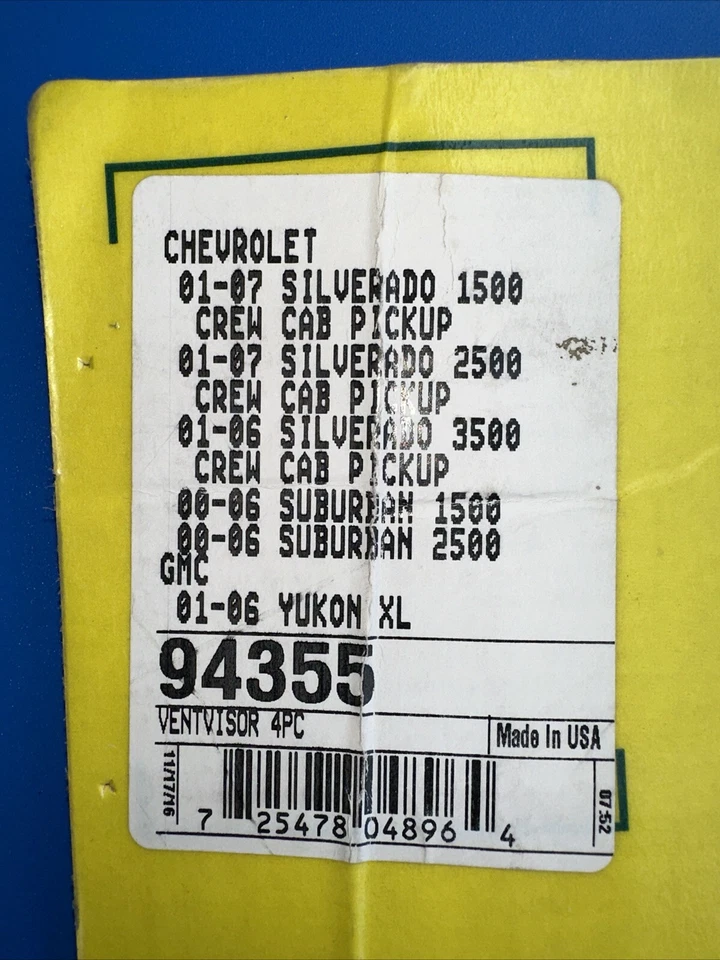 CHEVROLET
01-07 SILVERADO 1500
CREW CAB PICKUP
01-07 SILVERADO 2500
CREW CAB PICKUP
01-06 SILVERADO 3500
CREW CAB PICKUP
00-06 SUBURBAN 1500
00-06 SUBURBAN 2500
GMC
01-06 YUKON XL
94355
VENTVISOR 4PC
Made In USA
11/17/16
07:52
7 25478 04896 4